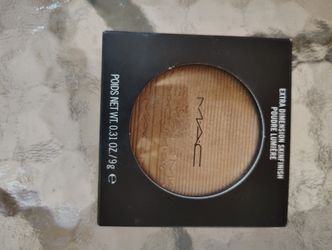 EXTRA DIMENSION SKINFINISH
POUDRE LUMIÈRE
MAC
POIDS NET WT. 0.31 OZ / 9g e